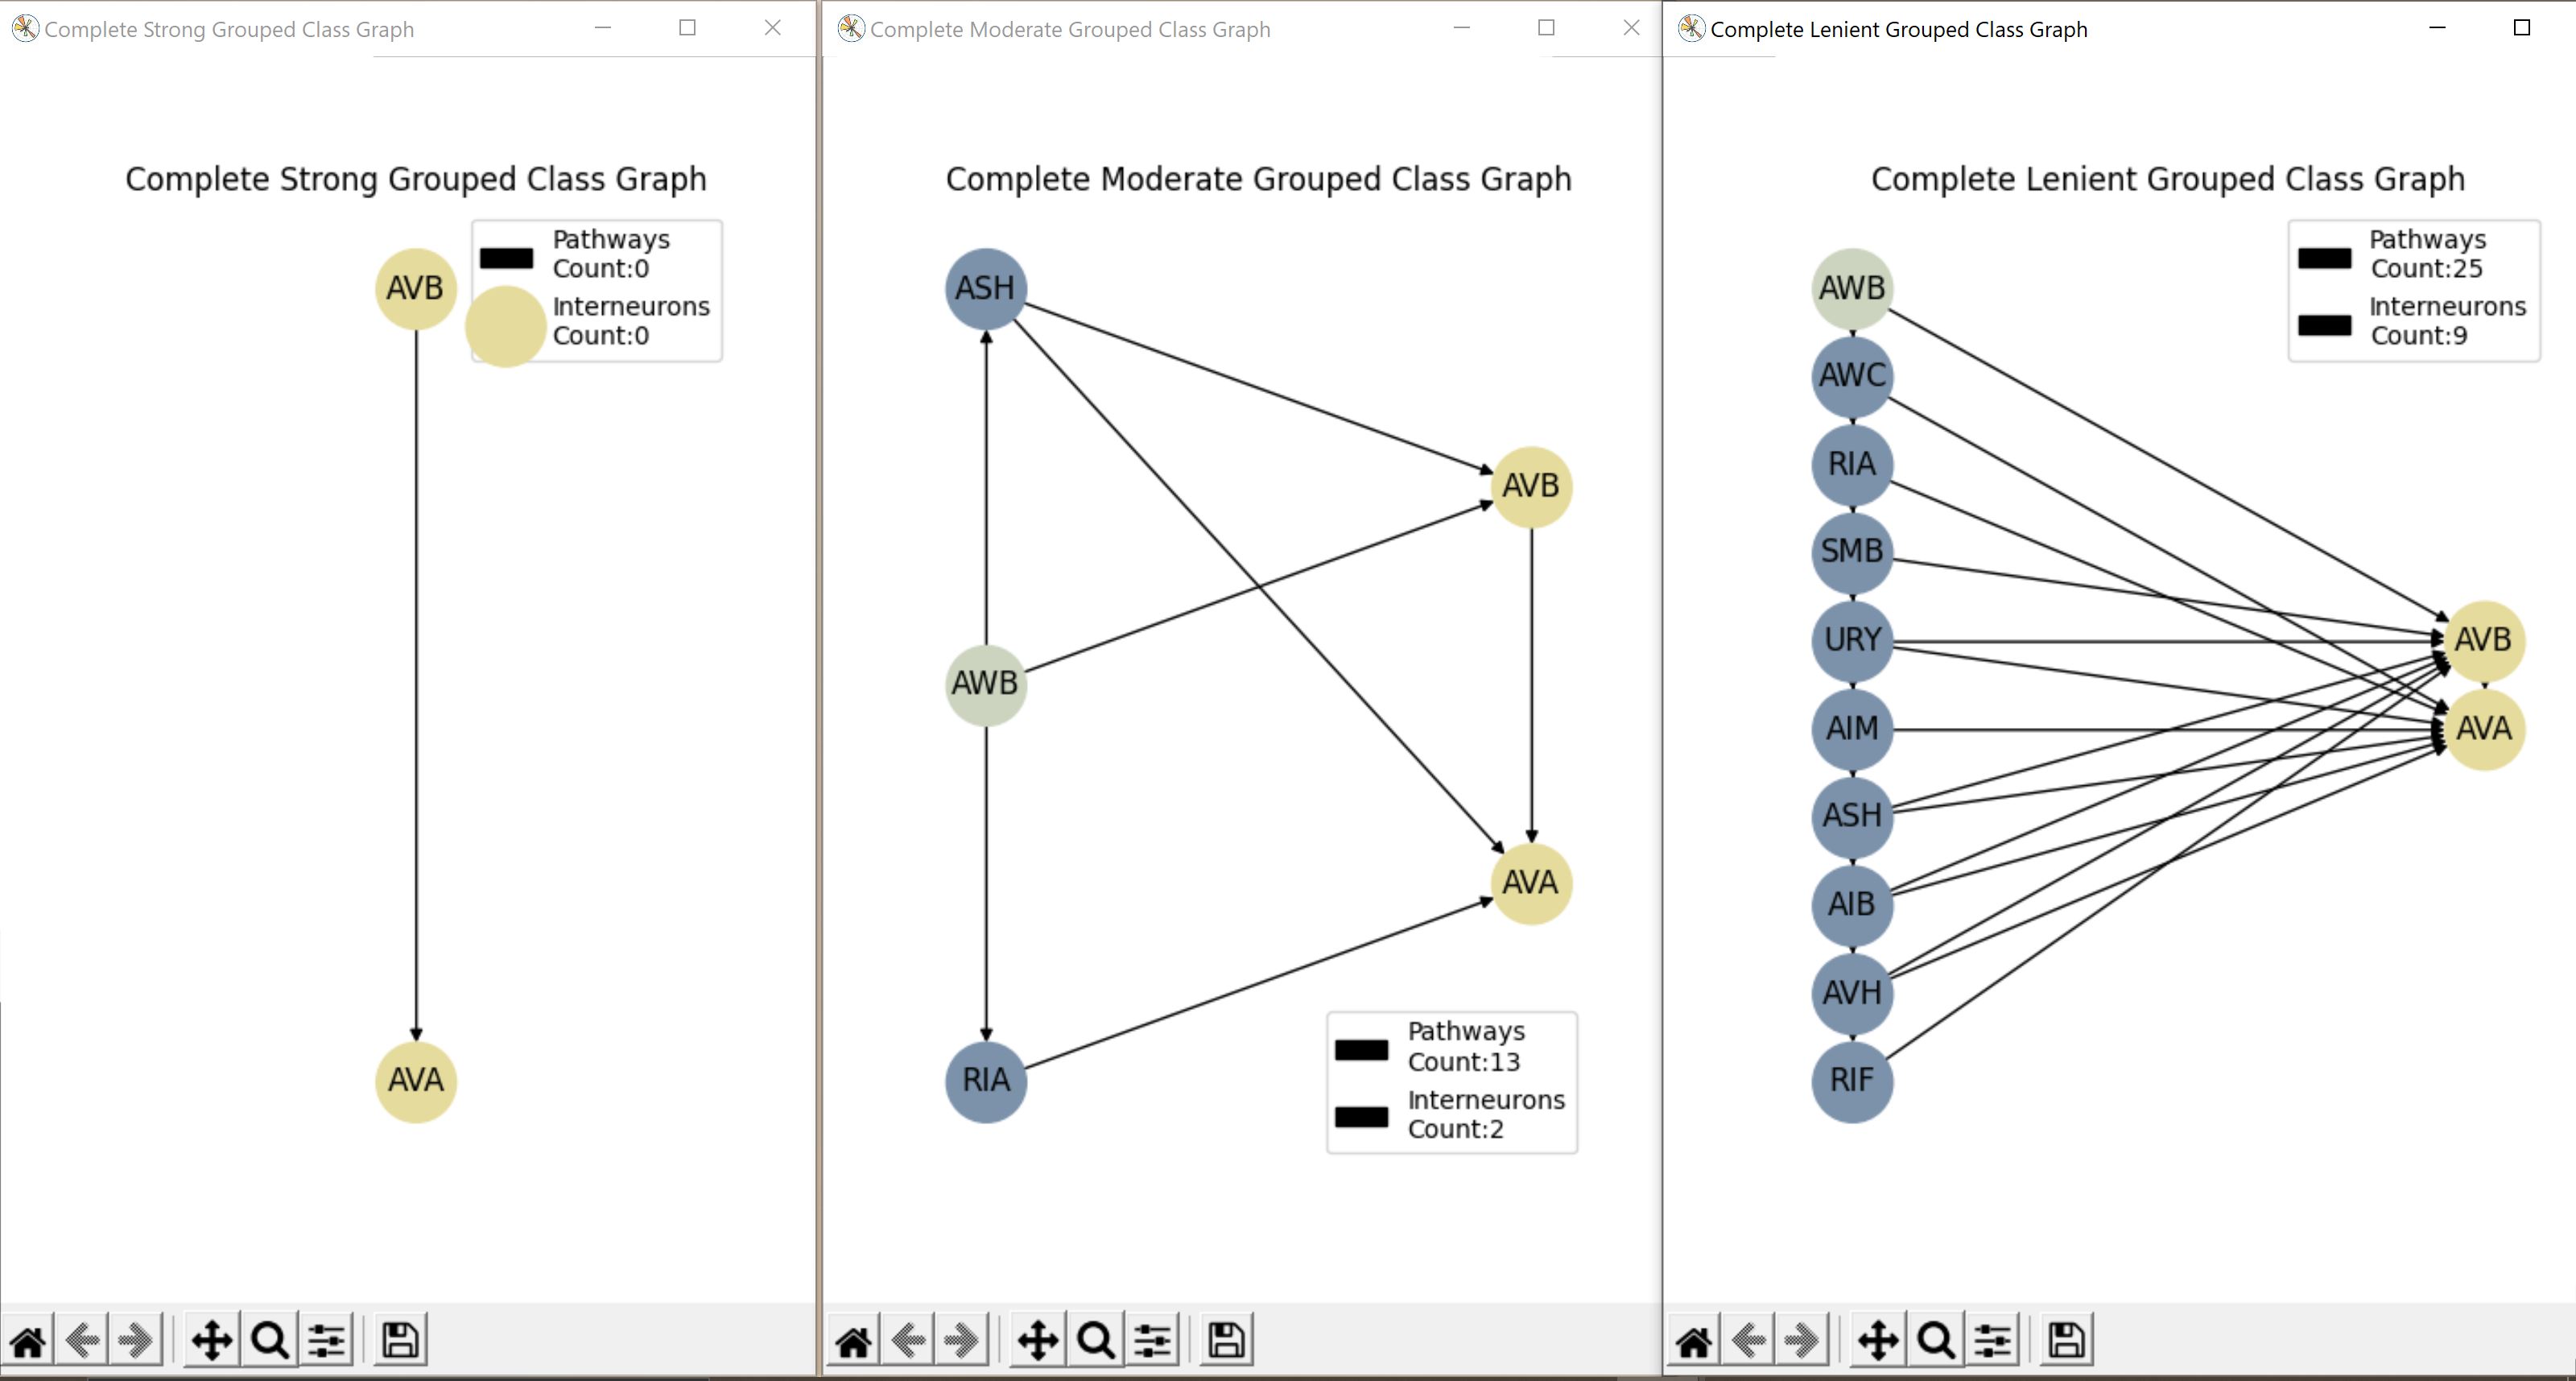 Complete Strong Grouped Class Graph
Complete Strong Grouped Class Graph
Pathways
Count:0
Interneurons
Count:0
AVB
AVA
Complete Moderate Grouped Class Graph
Complete Moderate Grouped Class Graph
ASH
AVB
AWB
AVA
RIA
Pathways
Count:13
Interneurons
Count:2
Complete Lenient Grouped Class Graph
Complete Lenient Grouped Class Graph
Pathways
Count:25
Interneurons
Count:9
AWB
AWC
RIA
SMB
URY
AIM
ASH
AIB
AVH
RIF
AVB
AVA